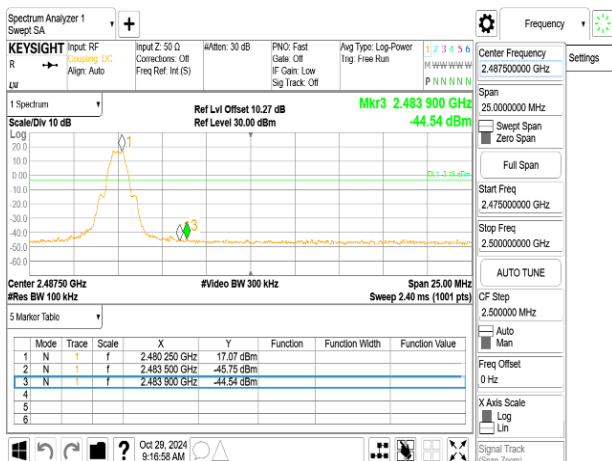 Spectrum Analyzer 1
Swept SA
Frequency
KEYSIGHT Input: RF Input Z: 50 Ω #Atten: 30 dB PNO: Fast Avg Type: Log-Power 1 2 3 4 5 6
R Coupling: DC Corrections: Off Gate: Off Trig: Free Run M W W W W W
Align: Auto Freq Ref: Int (S) IF Gain: Low
LW Sig Track: Off P N N N N N
1 Spectrum Ref Lvl Offset 10.27 dB Mkr3 2.483 900 GHz
Scale/Div 10 dB Ref Level 30.00 dBm -44.54 dBm
Log
20.0
10.0
0.00
-10.0
-20.0
-30.0
-40.0
-50.0
-60.0
1
3
Center 2.48750 GHz #Video BW 300 kHz Span 25.00 MHz
#Res BW 100 kHz Sweep 2.40 ms (1001 pts)
5 Marker Table
Mode Trace Scale X Y Function Function Width Function Value
1 N 1 f 2.480 250 GHz 17.07 dBm
2 N 1 f 2.483 500 GHz -45.75 dBm
3 N 1 f 2.483 900 GHz -44.54 dBm
4
5
6
? Oct 29, 2024
9:16:58 AM
Center Frequency
2.487500000 GHz
Settings
Span
25.0000000 MHz
Swept Span
Zero Span
Full Span
Start Freq
2.475000000 GHz
Stop Freq
2.500000000 GHz
AUTO TUNE
CF Step
2.500000 MHz
Auto
Man
Freq Offset
0 Hz
X Axis Scale
Log
Lin
Signal Track
(Span Zoom)